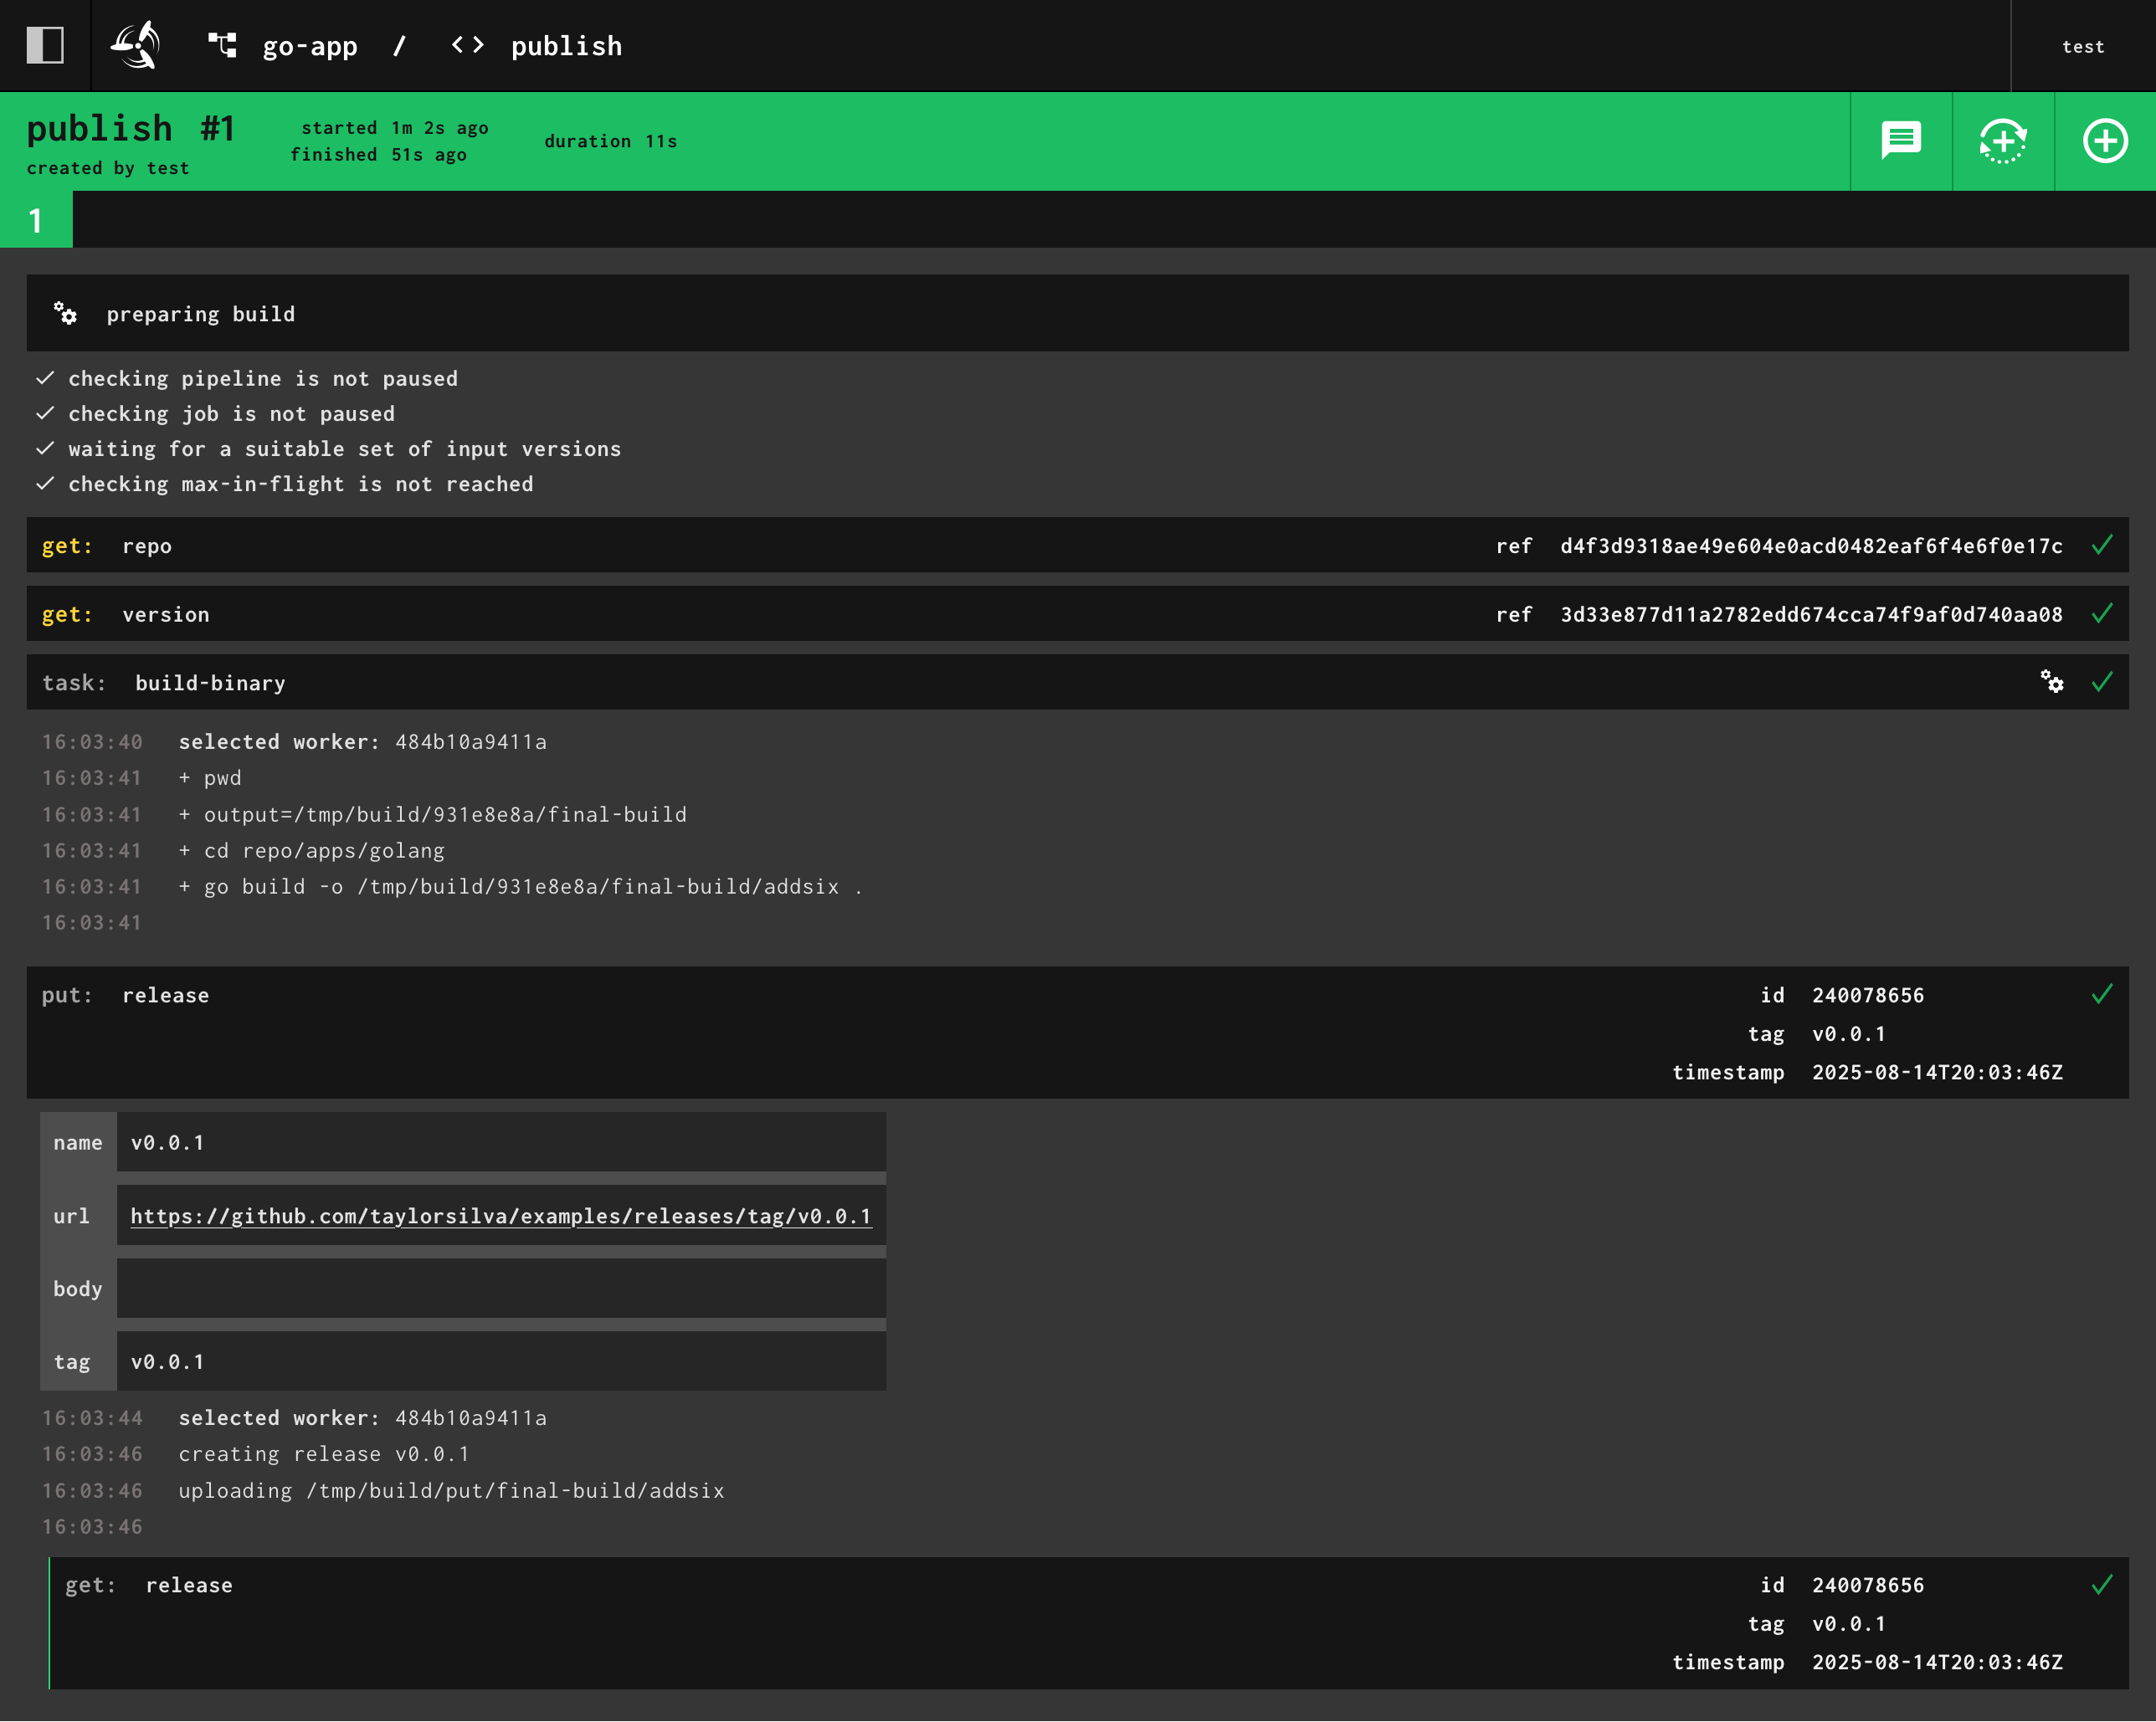 go-app / <> publish
test
publish #1
created by test
started 1m 2s ago
finished 51s ago
duration 11s
1
preparing build
checking pipeline is not paused
checking job is not paused
waiting for a suitable set of input versions
checking max-in-flight is not reached
get: repo ref d4f3d9318ae49e604e0acd0482eaf6f4e6f0e17c
get: version ref 3d33e877d11a2782edd674cca74f9af0d740aa08
task: build-binary
16:03:40 selected worker: 484b10a9411a
16:03:41 + pwd
16:03:41 + output=/tmp/build/931e8e8a/final-build
16:03:41 + cd repo/apps/golang
16:03:41 + go build -o /tmp/build/931e8e8a/final-build/addsix .
16:03:41
put: release id 240078656
tag v0.0.1
timestamp 2025-08-14T20:03:46Z
name v0.0.1
url https://github.com/taylorsilva/examples/releases/tag/v0.0.1
body
tag v0.0.1
16:03:44 selected worker: 484b10a9411a
16:03:46 creating release v0.0.1
16:03:46 uploading /tmp/build/put/final-build/addsix
16:03:46
get: release id 240078656
tag v0.0.1
timestamp 2025-08-14T20:03:46Z